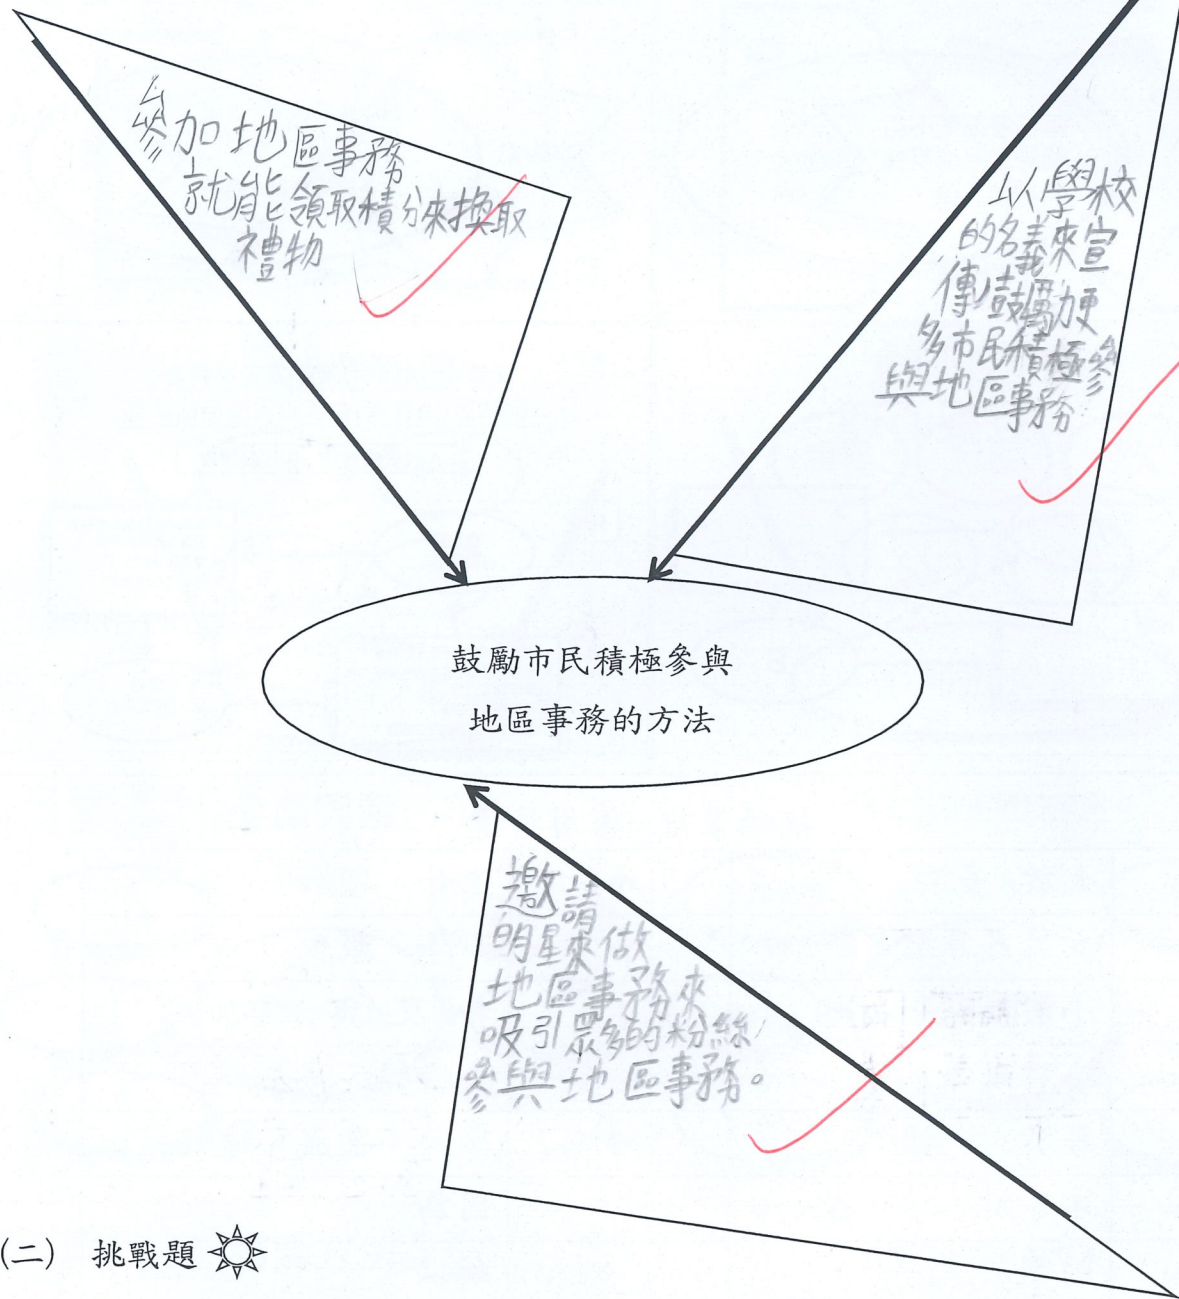 參加地區事務
就能領取積分來換取
禮物
以學校
的名義來宣
傳鼓勵更
多市民積極參
與地區事務
鼓勵市民積極參與
地區事務的方法
邀請
明星來做
地區事務來
吸引眾多的粉絲
參與地區事務。
(二) 挑戰題